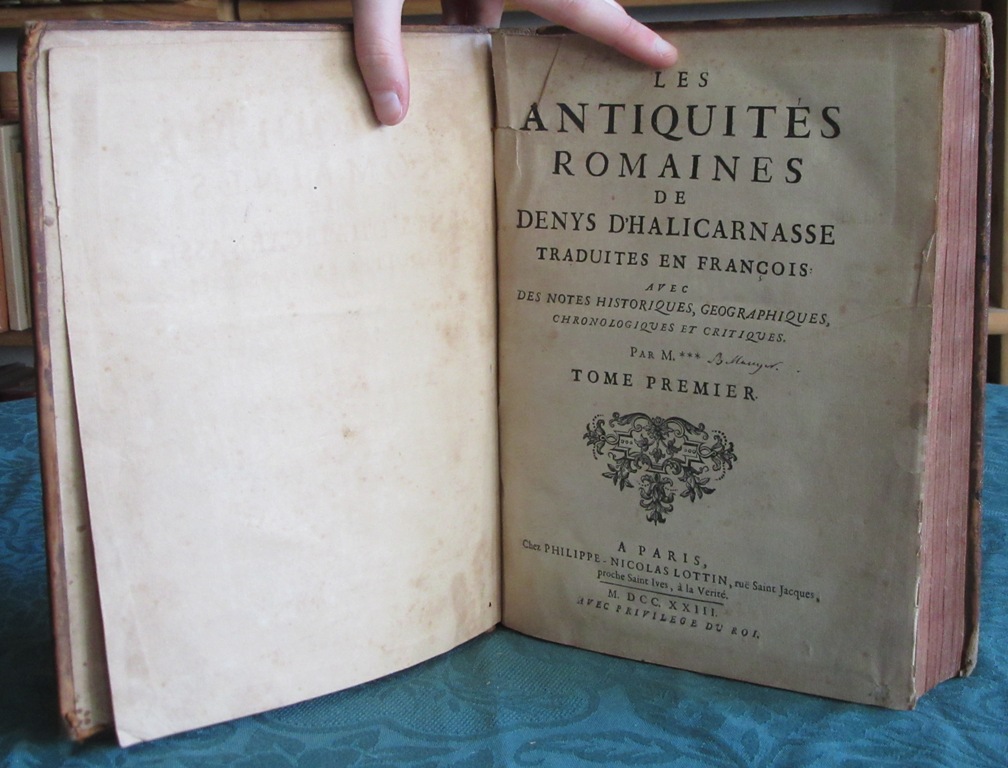 LES
ANTIQUITÉS
ROMAINES
DE
DENYS D'HALICARNASSE
TRADUITES EN FRANÇOIS:
AVEC
DES NOTES HISTORIQUES, GEOGRAPHIQUES,
CHRONOLOGIQUES ET CRITIQUES.
PAR M. ***
TOME PREMIER.
A PARIS,
Chez PHILIPPE-NICOLAS LOTTIN, ruë Saint Jacques,
proche Saint Ives, à la Verité.
M. DCC. XXIII.
AVEC PRIVILEGE DU ROI.